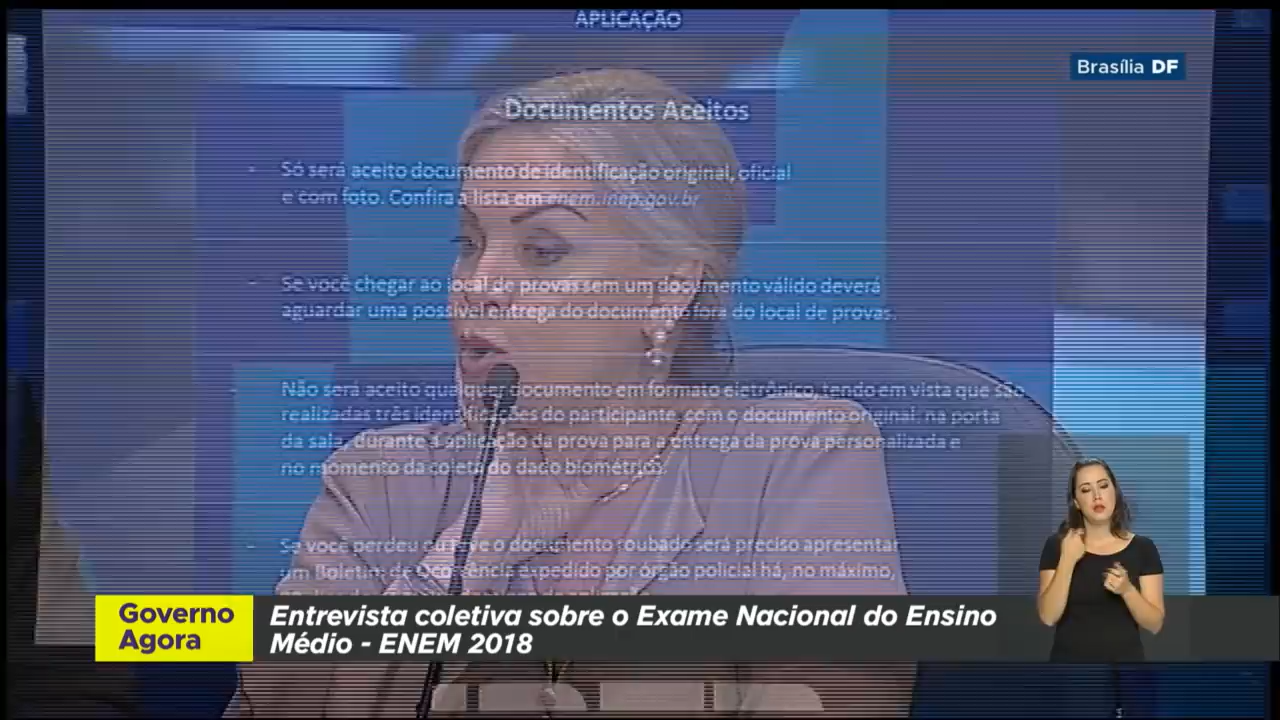 APLICAÇÃO
Brasília DF
Documentos Aceitos
- Só será aceito documento de identificação original, oficial
e com foto. Confira a lista em enem.inep.gov.br
- Se você chegar ao local de provas sem um documento válido deverá
aguardar uma possível entrega do documento fora do local de provas.
- Não será aceito qualquer documento em formato eletrônico, tendo em vista que são
realizadas três identificações do participante, com o documento original: na porta
da sala, durante a aplicação da prova para a entrega da prova personalizada e
no momento da coleta do dado biométrico.
- Se você perdeu ou teve o documento roubado será preciso apresentar
um Boletim de Ocorrência expedido por órgão policial há, no máximo,
Governo
Agora
Entrevista coletiva sobre o Exame Nacional do Ensino
Médio - ENEM 2018